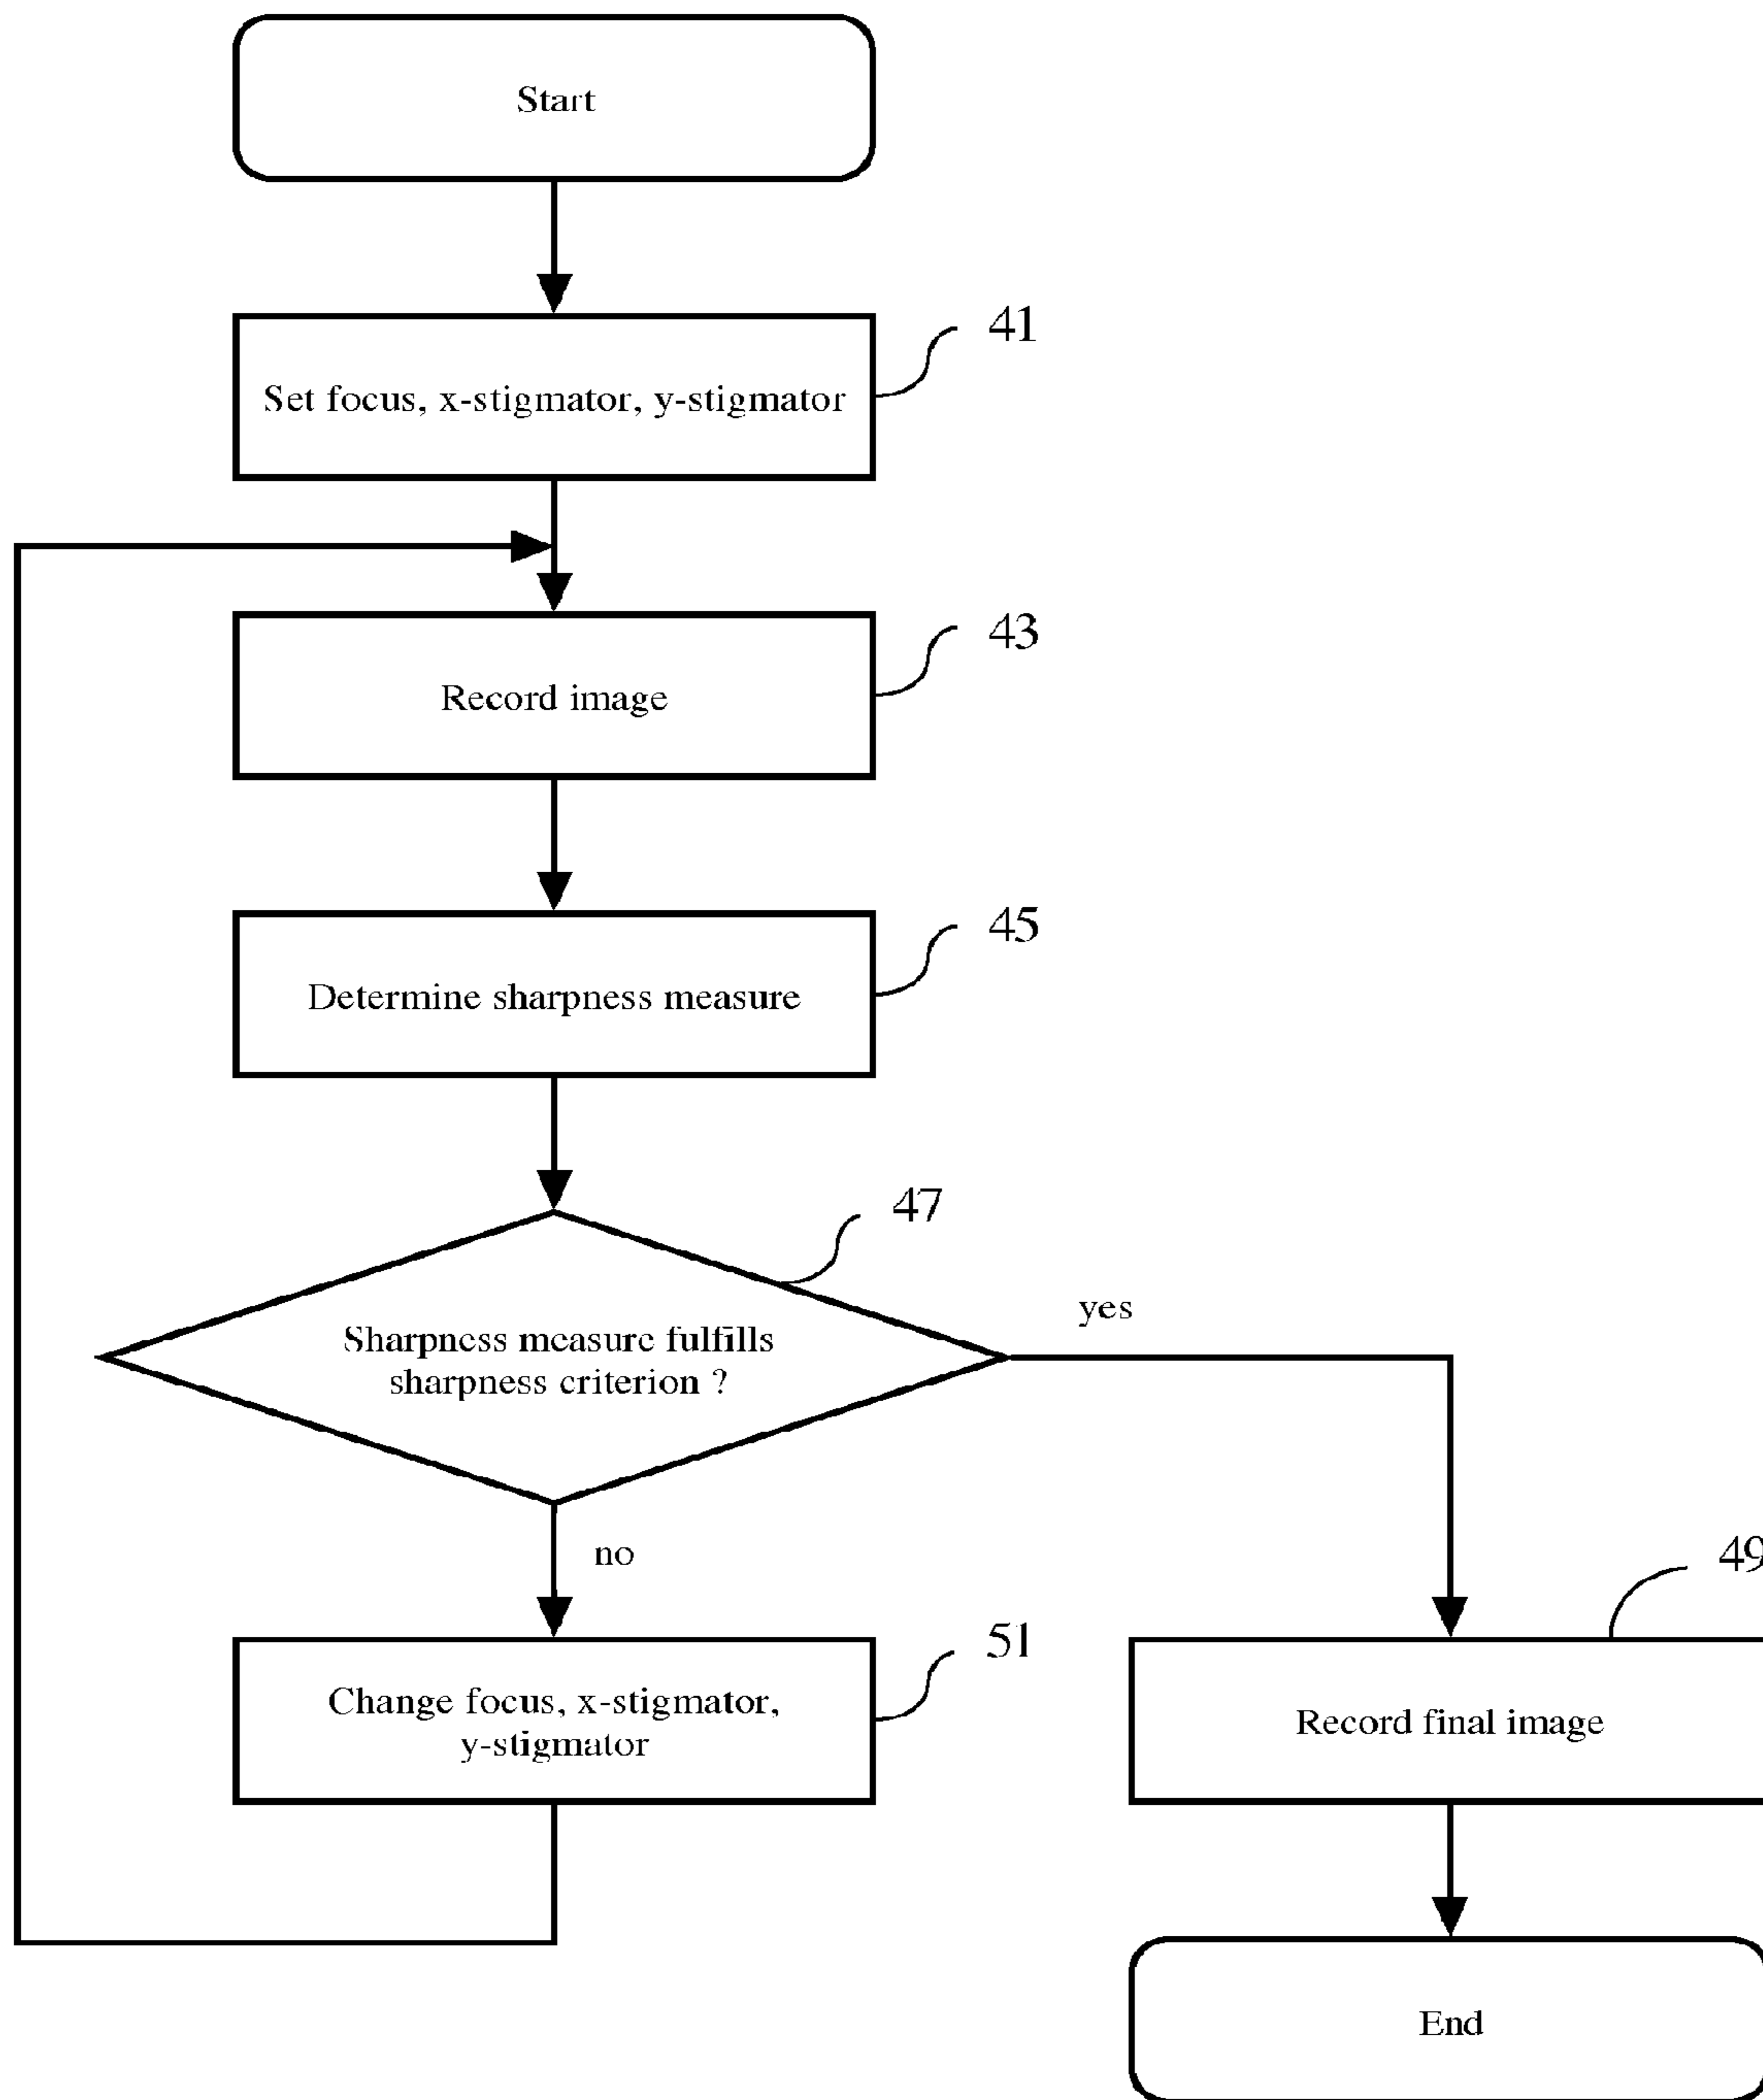 Start
41
Set focus, x-stigmator, y-stigmator
43
Record image
45
Determine sharpness measure
47
yes
Sharpness measure fulfills
sharpness criterion ?
no
49
51
Change focus, x-stigmator,
y-stigmator
Record final image
End